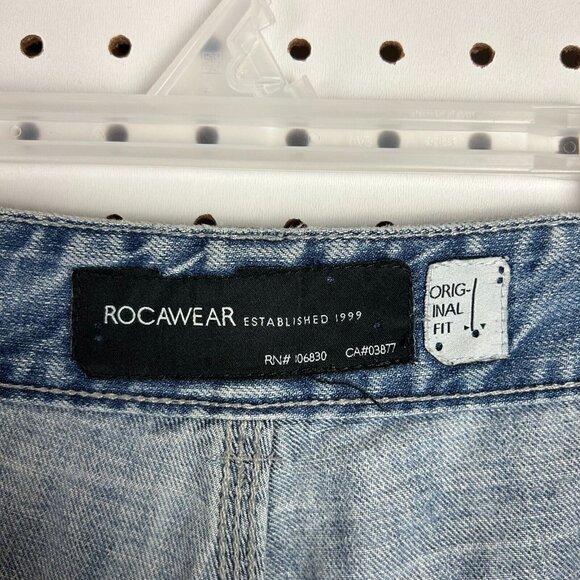 ROCAWEAR ESTABLISHED 1999
RN# 106830 CA#03877
ORIG-
INAL
FIT